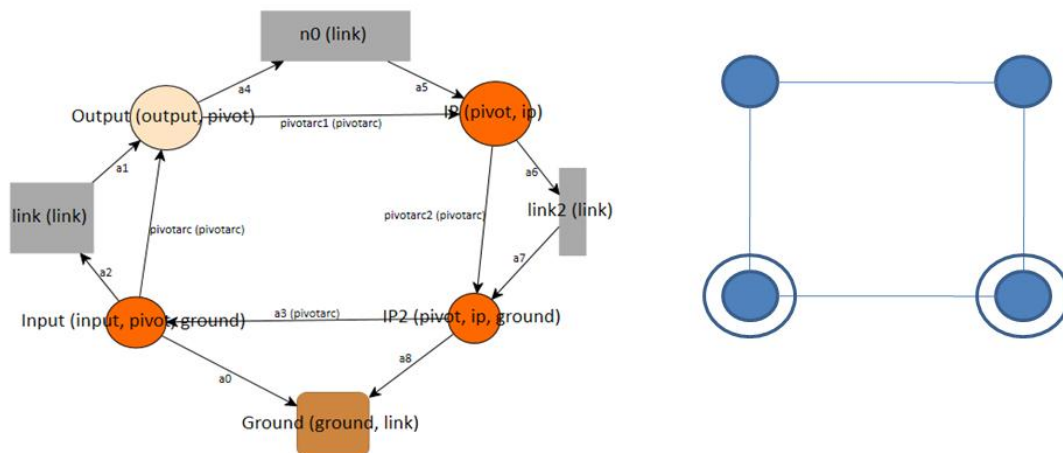 n0 (link)
a4
a5
Output (output, pivot)
IP (pivot, ip)
pivotarc1 (pivotarc)
a1
a6
link (link)
link2 (link)
pivotarc2 (pivotarc)
pivotarc (pivotarc)
a2
a7
Input (input, pivot, ground)
a3 (pivotarc)
IP2 (pivot, ip, ground)
a0
a8
Ground (ground, link)